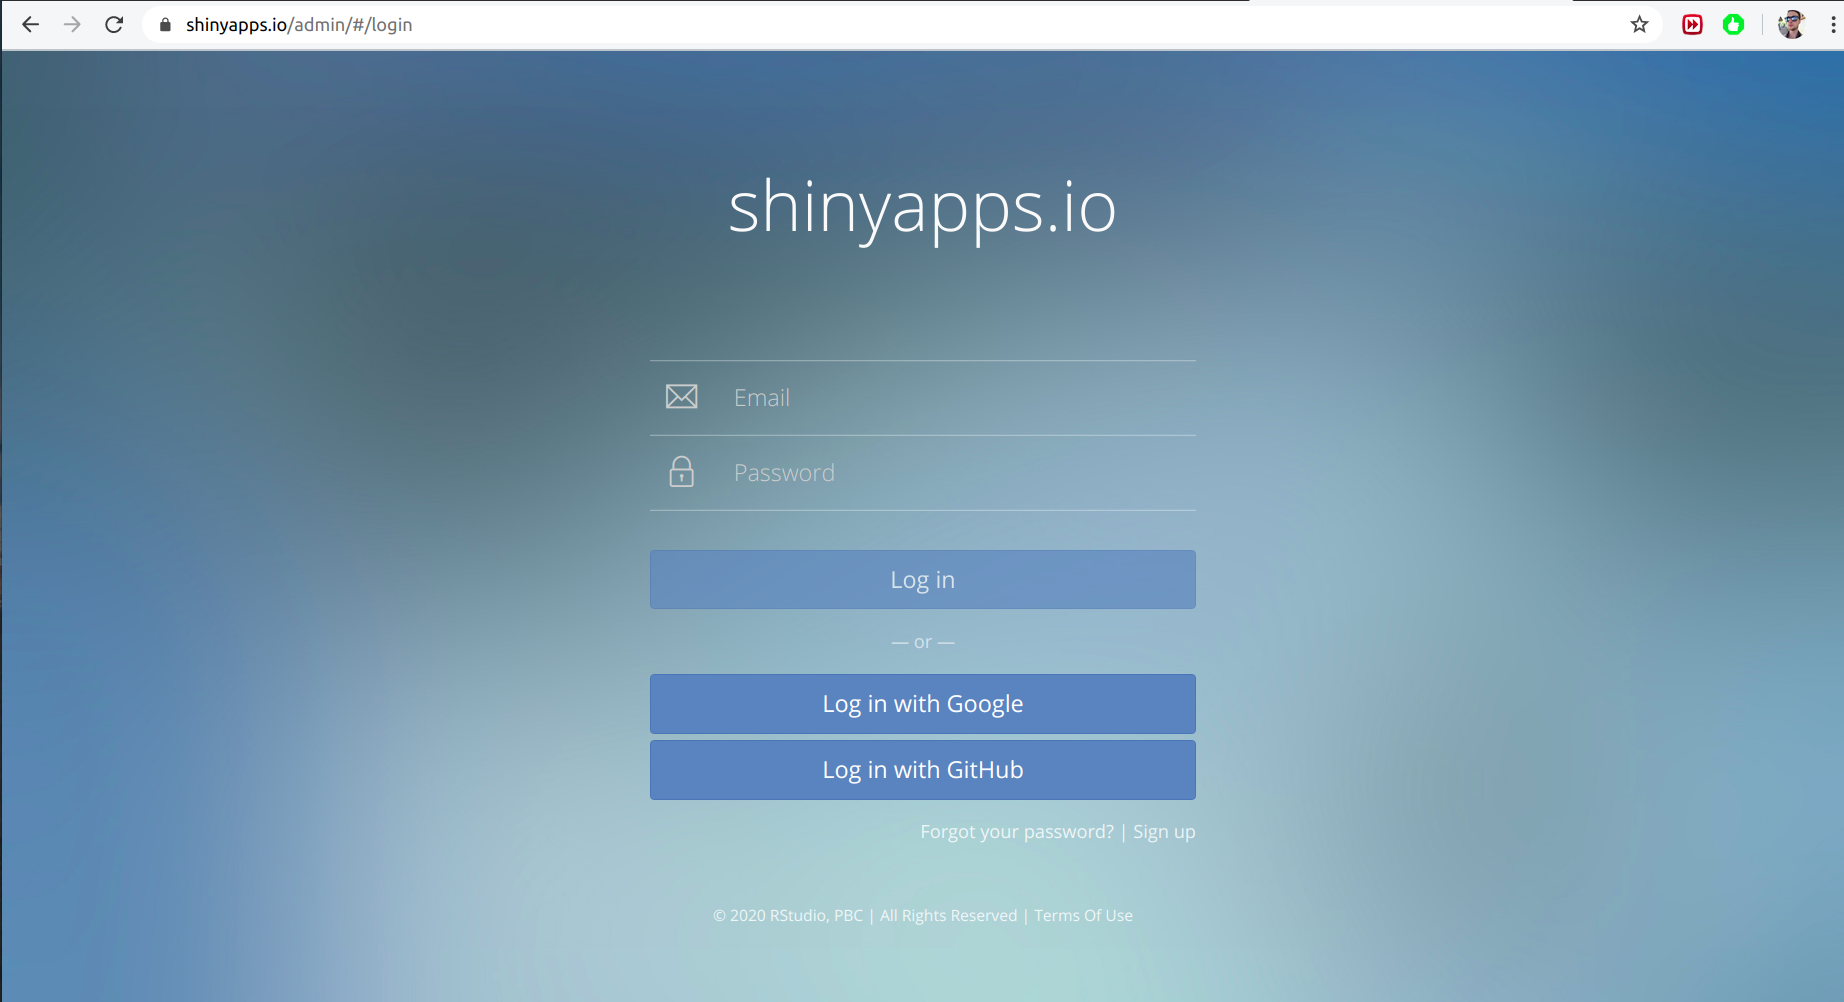 shinyapps.io/admin/#/login
shinyapps.io
Email
Password
Log in
— or —
Log in with Google
Log in with GitHub
Forgot your password? | Sign up
© 2020 RStudio, PBC | All Rights Reserved | Terms Of Use